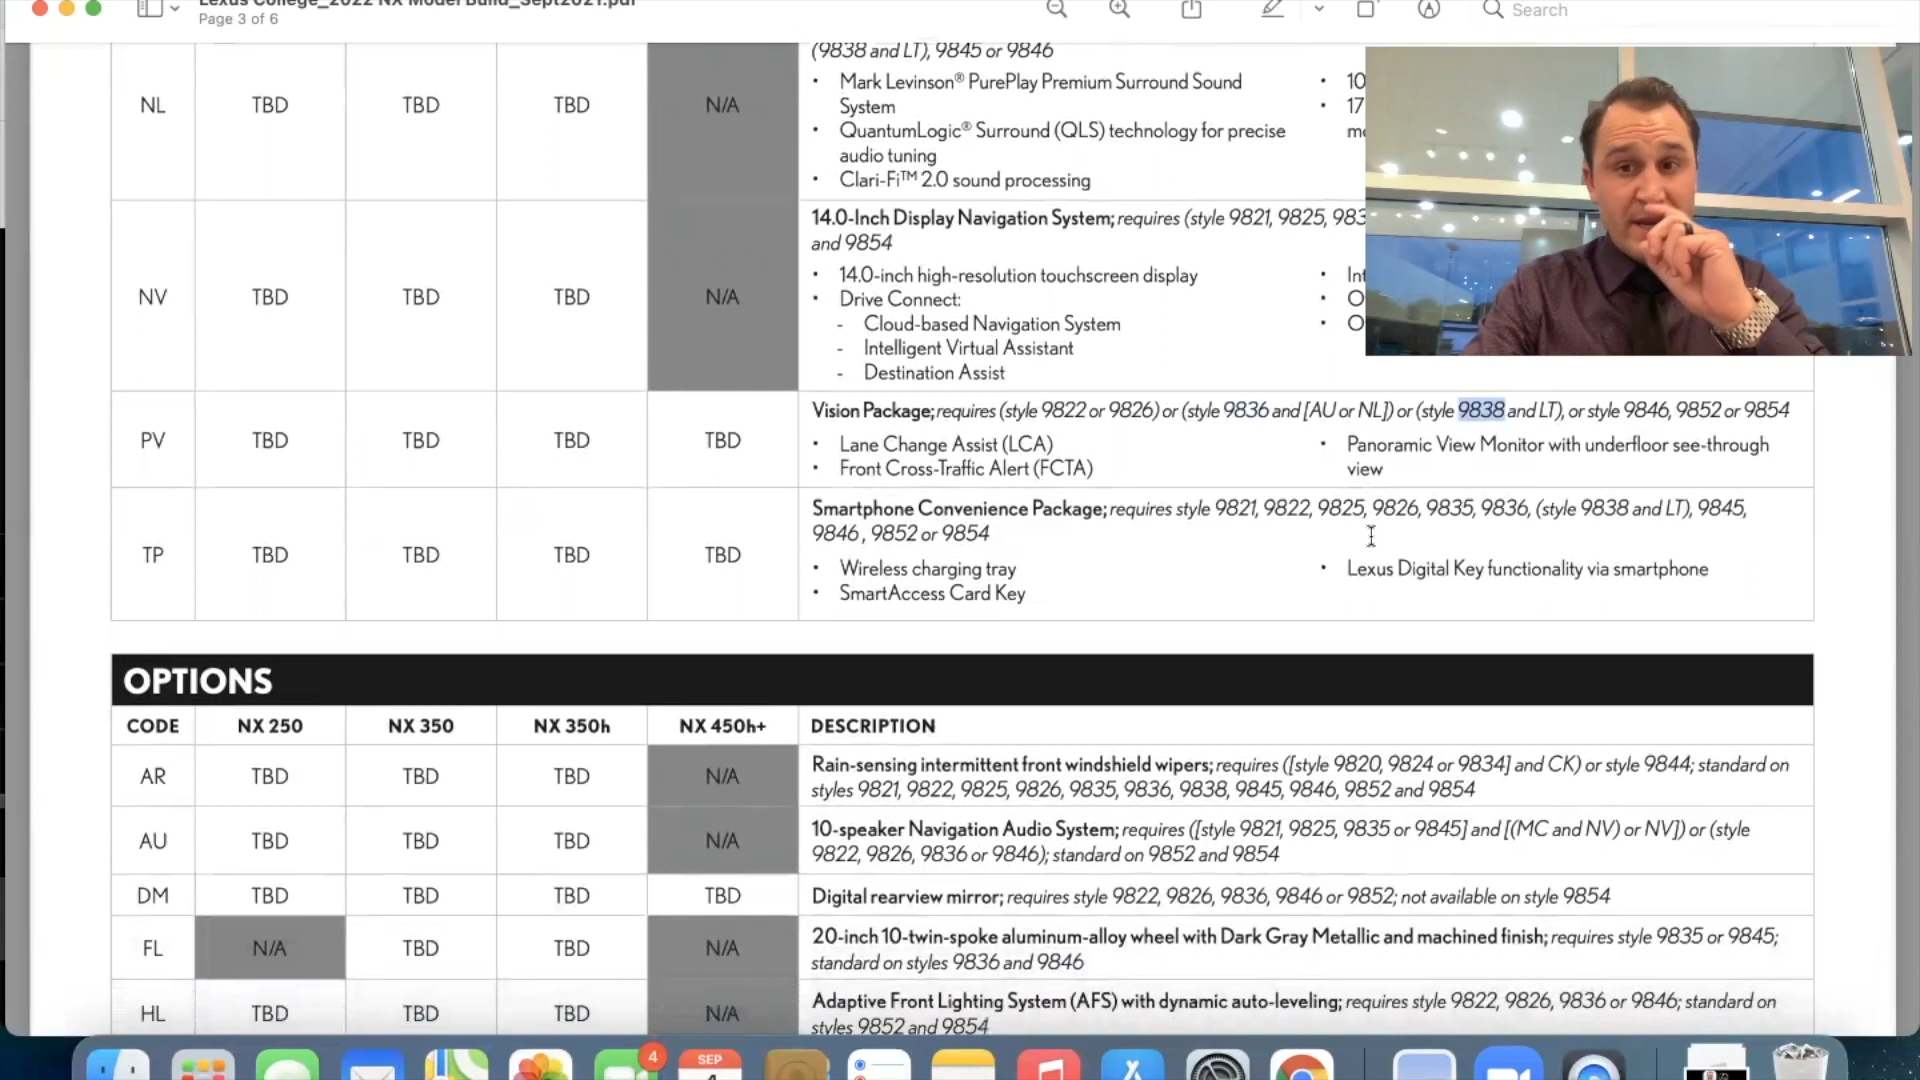 Lexus College_2022 NX Model Build_Sept2021.pdf
Page 3 of 6
Search
(9838 and LT), 9845 or 9846
NL TBD TBD TBD N/A
• Mark Levinson® PurePlay Premium Surround Sound
System
• QuantumLogic® Surround (QLS) technology for precise
audio tuning
• Clari-Fi™ 2.0 sound processing
• 10
• 17
NV TBD TBD TBD N/A
14.0-Inch Display Navigation System; requires (style 9821, 9825, 983
and 9854
• 14.0-inch high-resolution touchscreen display
• Drive Connect:
- Cloud-based Navigation System
- Intelligent Virtual Assistant
- Destination Assist
• Int
• O
• O
PV TBD TBD TBD TBD
Vision Package; requires (style 9822 or 9826) or (style 9836 and [AU or NL]) or (style 9838 and LT), or style 9846, 9852 or 9854
• Lane Change Assist (LCA)
• Front Cross-Traffic Alert (FCTA)
• Panoramic View Monitor with underfloor see-through
view
TP TBD TBD TBD TBD
Smartphone Convenience Package; requires style 9821, 9822, 9825, 9826, 9835, 9836, (style 9838 and LT), 9845,
9846 , 9852 or 9854
• Wireless charging tray
• SmartAccess Card Key
• Lexus Digital Key functionality via smartphone
OPTIONS
CODE NX 250 NX 350 NX 350h NX 450h+ DESCRIPTION
AR TBD TBD TBD N/A
Rain-sensing intermittent front windshield wipers; requires ([style 9820, 9824 or 9834] and CK) or style 9844; standard on
styles 9821, 9822, 9825, 9826, 9835, 9836, 9838, 9845, 9846, 9852 and 9854
AU TBD TBD TBD N/A
10-speaker Navigation Audio System; requires ([style 9821, 9825, 9835 or 9845] and [(MC and NV) or NV]) or (style
9822, 9826, 9836 or 9846); standard on 9852 and 9854
DM TBD TBD TBD TBD
Digital rearview mirror; requires style 9822, 9826, 9836, 9846 or 9852; not available on style 9854
FL N/A TBD TBD N/A
20-inch 10-twin-spoke aluminum-alloy wheel with Dark Gray Metallic and machined finish; requires style 9835 or 9845;
standard on styles 9836 and 9846
HL TBD TBD TBD N/A
Adaptive Front Lighting System (AFS) with dynamic auto-leveling; requires style 9822, 9826, 9836 or 9846; standard on
styles 9852 and 9854
4
SEP